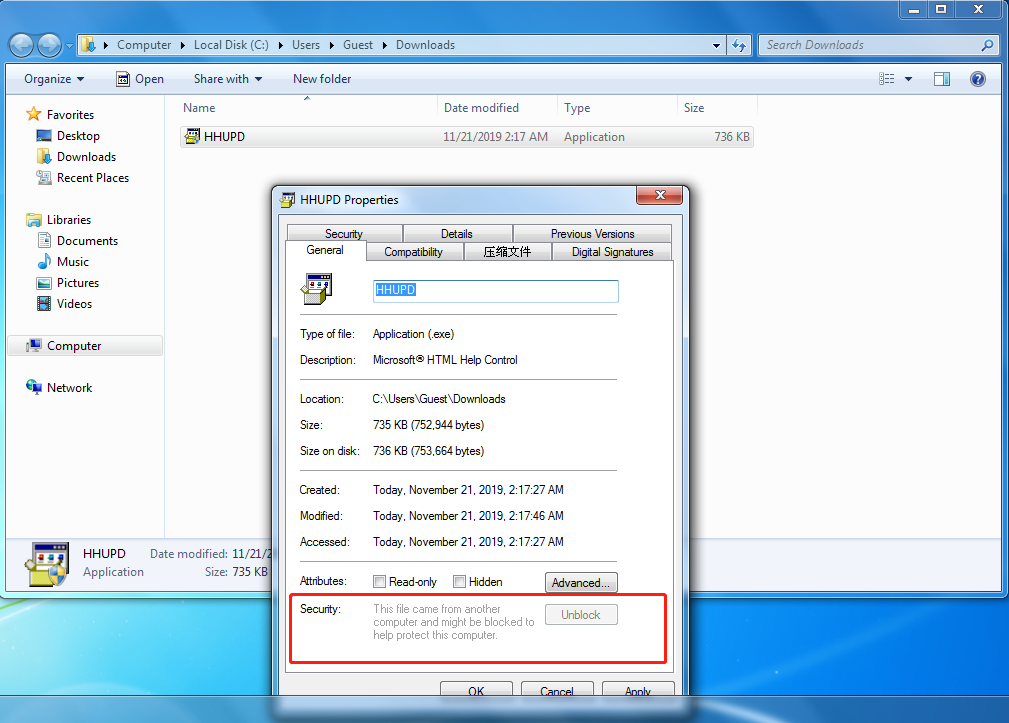 Computer Local Disk (C:) Users Guest Downloads
Search Downloads
Organize Open Share with New folder
Favorites
Desktop
Downloads
Recent Places
Libraries
Documents
Music
Pictures
Videos
Computer
Network
Name Date modified Type Size
HHUPD 11/21/2019 2:17 AM Application 736 KB
HHUPD Properties
Security Details Previous Versions
General Compatibility 压缩文件 Digital Signatures
HHUPD
Type of file: Application (.exe)
Description: Microsoft® HTML Help Control
Location: C:\Users\Guest\Downloads
Size: 735 KB (752,944 bytes)
Size on disk: 736 KB (753,664 bytes)
Created: Today, November 21, 2019, 2:17:27 AM
Modified: Today, November 21, 2019, 2:17:46 AM
Accessed: Today, November 21, 2019, 2:17:27 AM
Attributes: Read-only Hidden Advanced...
Security: This file came from another
computer and might be blocked to
help protect this computer.
Unblock
OK Cancel Apply
HHUPD Date modified: 11/21/2
Application Size: 735 KB